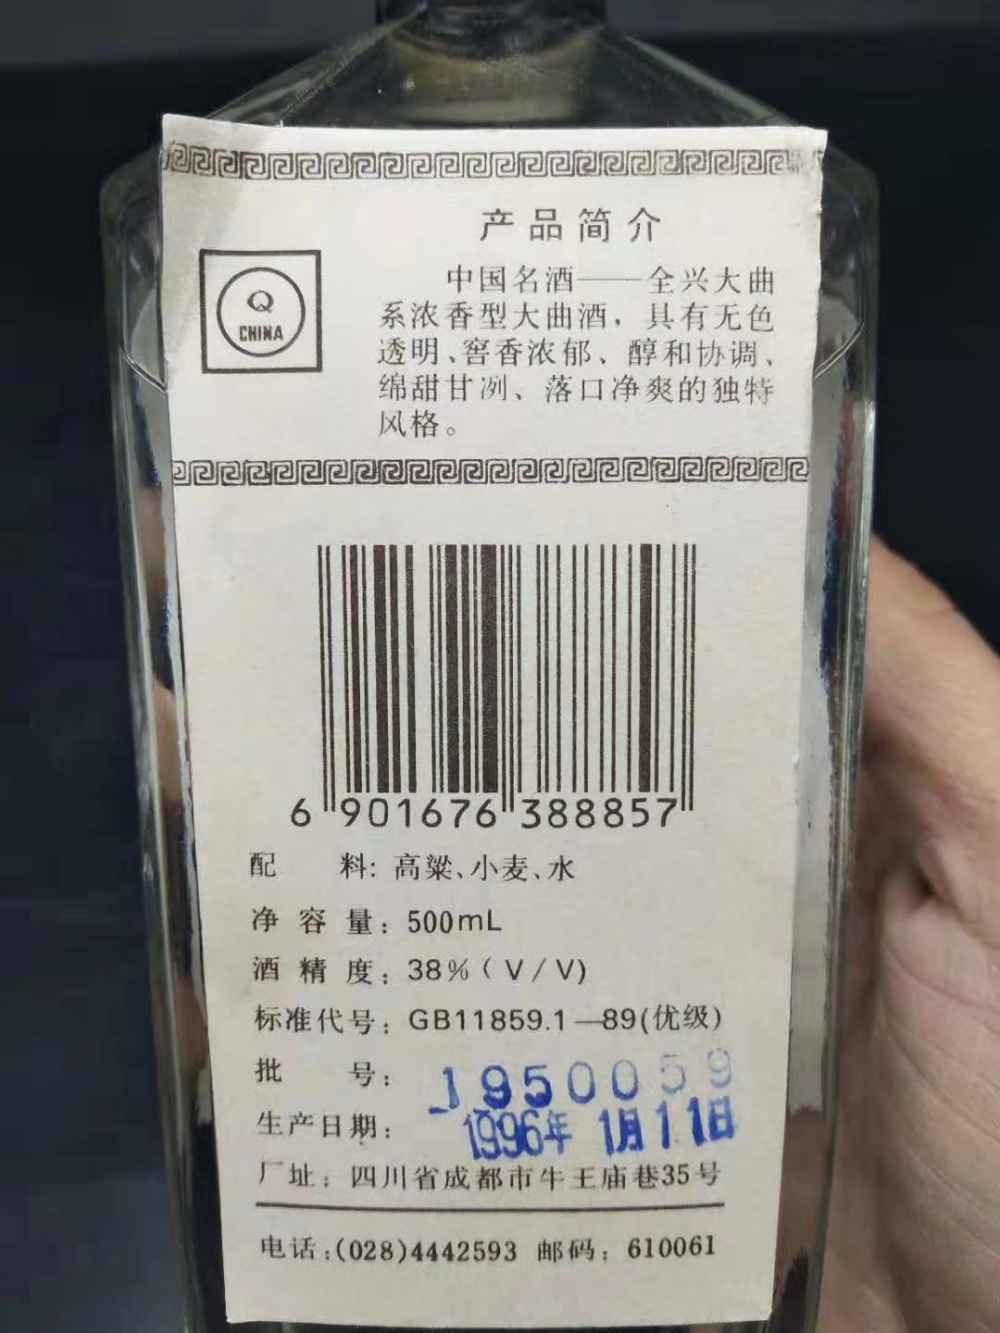 产品简介
Q
CHINA
中国名酒——全兴大曲
系浓香型大曲酒，具有无色
透明、窖香浓郁、醇和协调、
绵甜甘冽、落口净爽的独特
风格。
6 901676 388857
配 料: 高粱、小麦、水
净容量: 500mL
酒精度: 38%(V/V)
标准代号: GB11859.1—89(优级)
批 号: 1950059
生产日期: 1996年 1月11日
厂址: 四川省成都市牛王庙巷35号
电话:(028)4442593 邮码: 610061